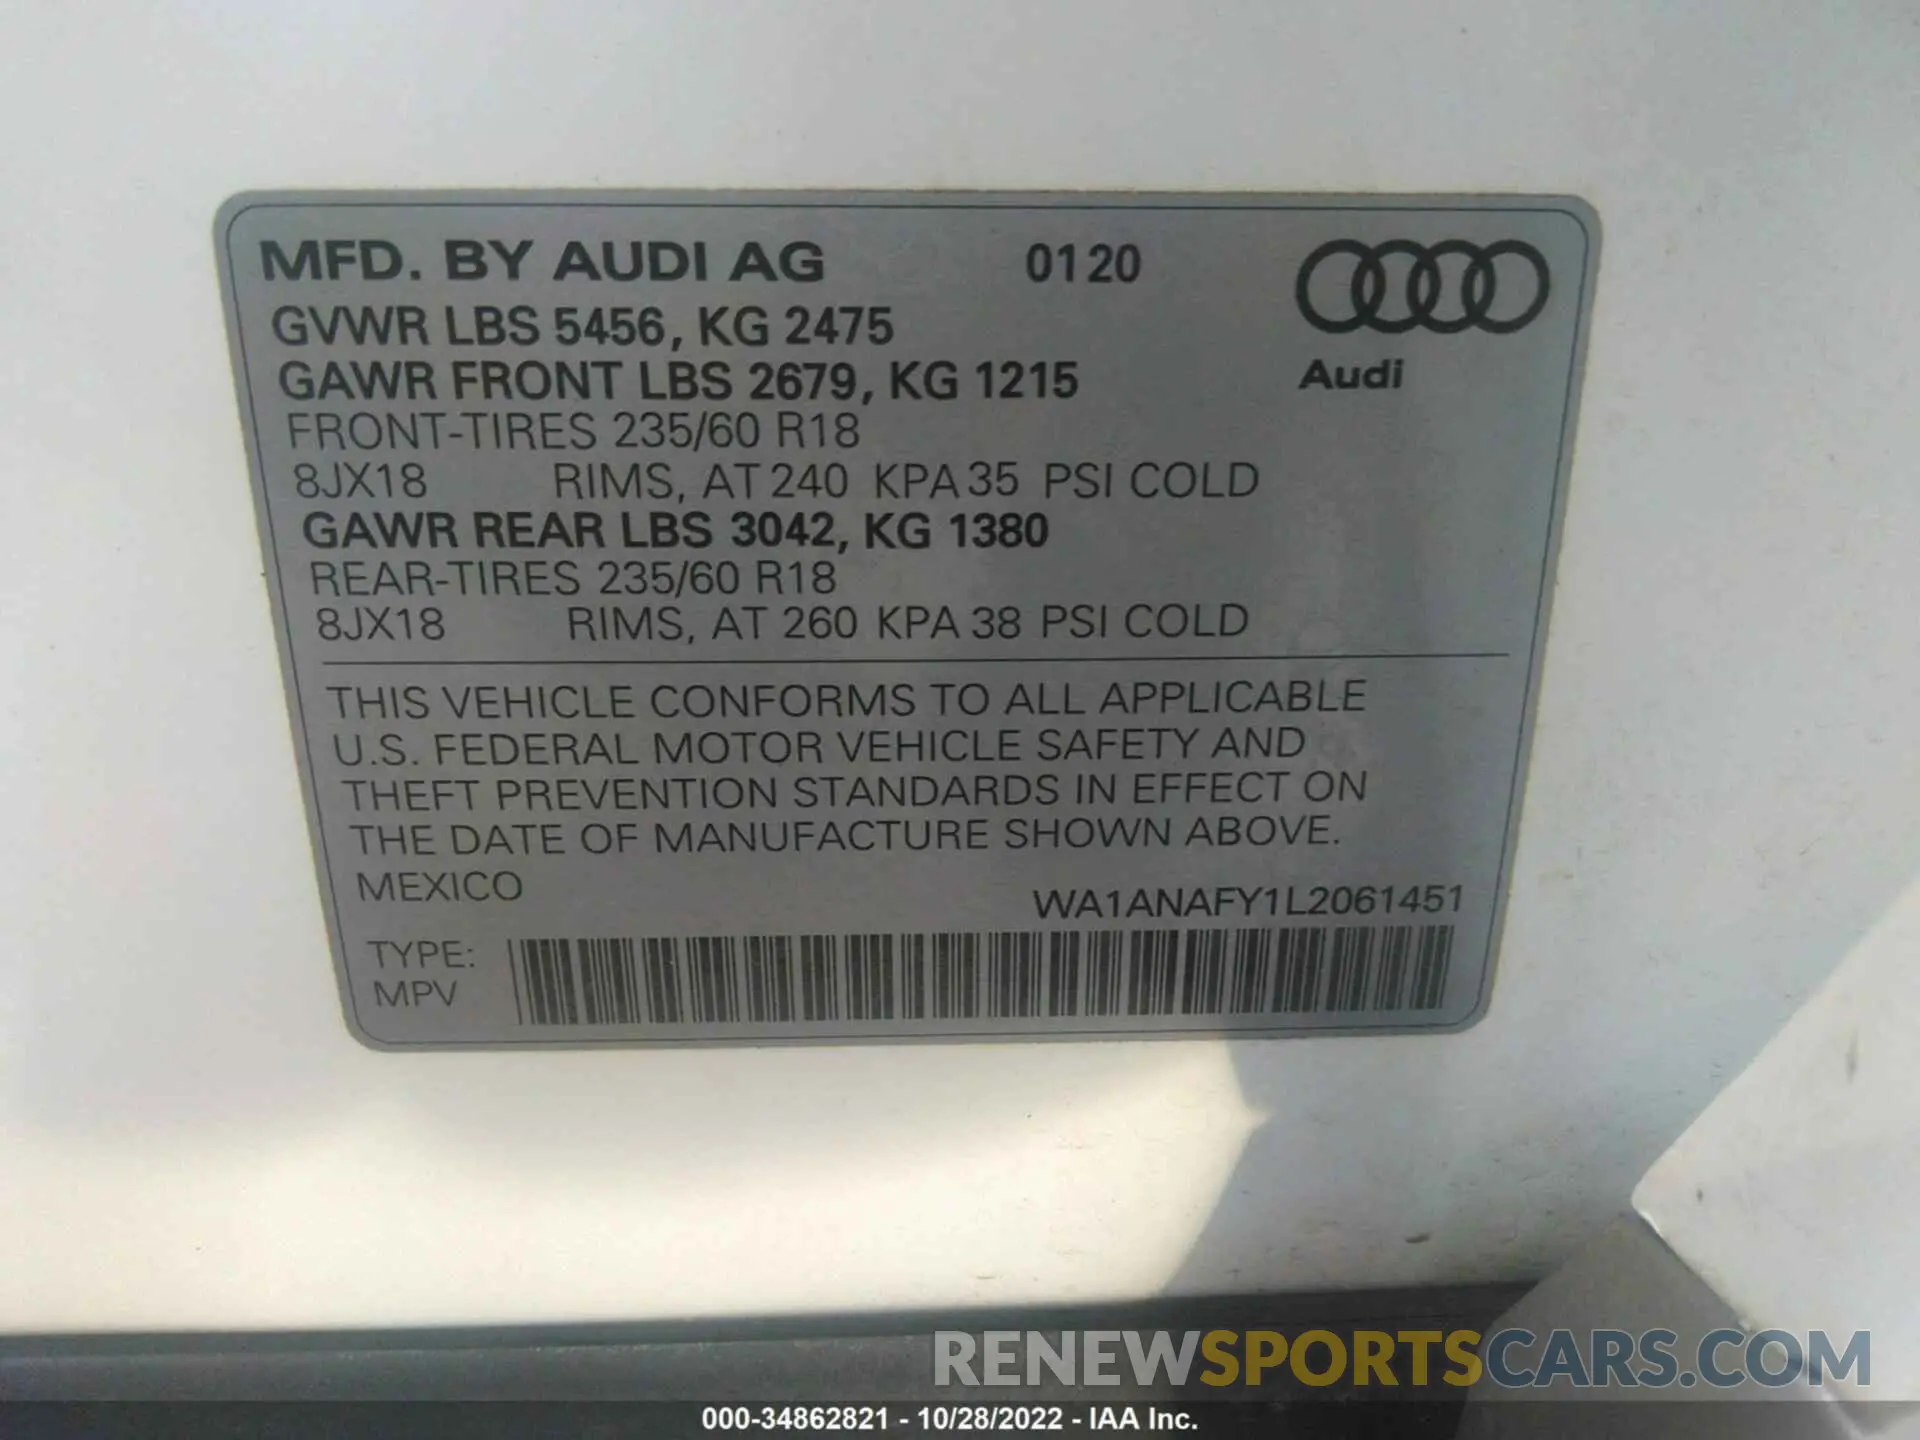 MFD. BY AUDI AG 0120
GVWR LBS 5456, KG 2475
GAWR FRONT LBS 2679, KG 1215
Audi
FRONT-TIRES 235/60 R18
8JX18 RIMS, AT 240 KPA 35 PSI COLD
GAWR REAR LBS 3042, KG 1380
REAR-TIRES 235/60 R18
8JX18 RIMS, AT 260 KPA 38 PSI COLD
THIS VEHICLE CONFORMS TO ALL APPLICABLE
U.S. FEDERAL MOTOR VEHICLE SAFETY AND
THEFT PREVENTION STANDARDS IN EFFECT ON
THE DATE OF MANUFACTURE SHOWN ABOVE.
MEXICO WA1ANAFY1L2061451
TYPE:
MPV
RENEWSPORTSCARS.COM
000-34862821 - 10/28/2022 - IAA Inc.